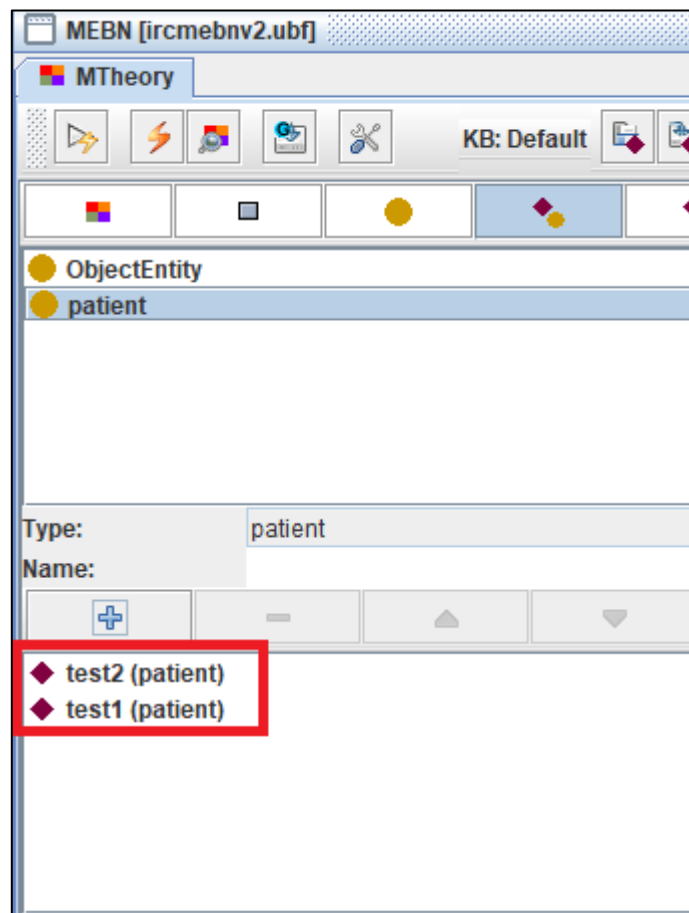 MEBN [ircmebnv2.ubf]
MTheory
KB: Default
ObjectEntity
patient
Type: patient
Name:
test2 (patient)
test1 (patient)